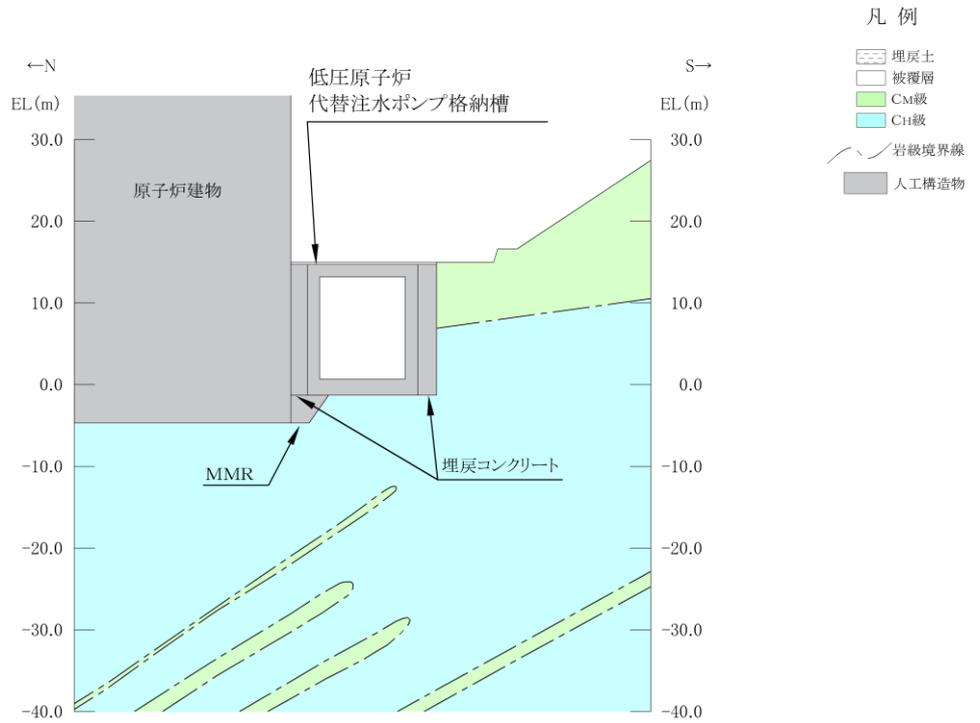 凡 例
埋戻土
被覆層
CM級
CH級
岩級境界線
人工構造物
←N
S→
EL(m)
EL(m)
低圧原子炉
代替注水ポンプ格納槽
原子炉建物
30.0
20.0
10.0
0.0
-10.0
-20.0
-30.0
-40.0
30.0
20.0
10.0
0.0
-10.0
-20.0
-30.0
-40.0
MMR
埋戻コンクリート